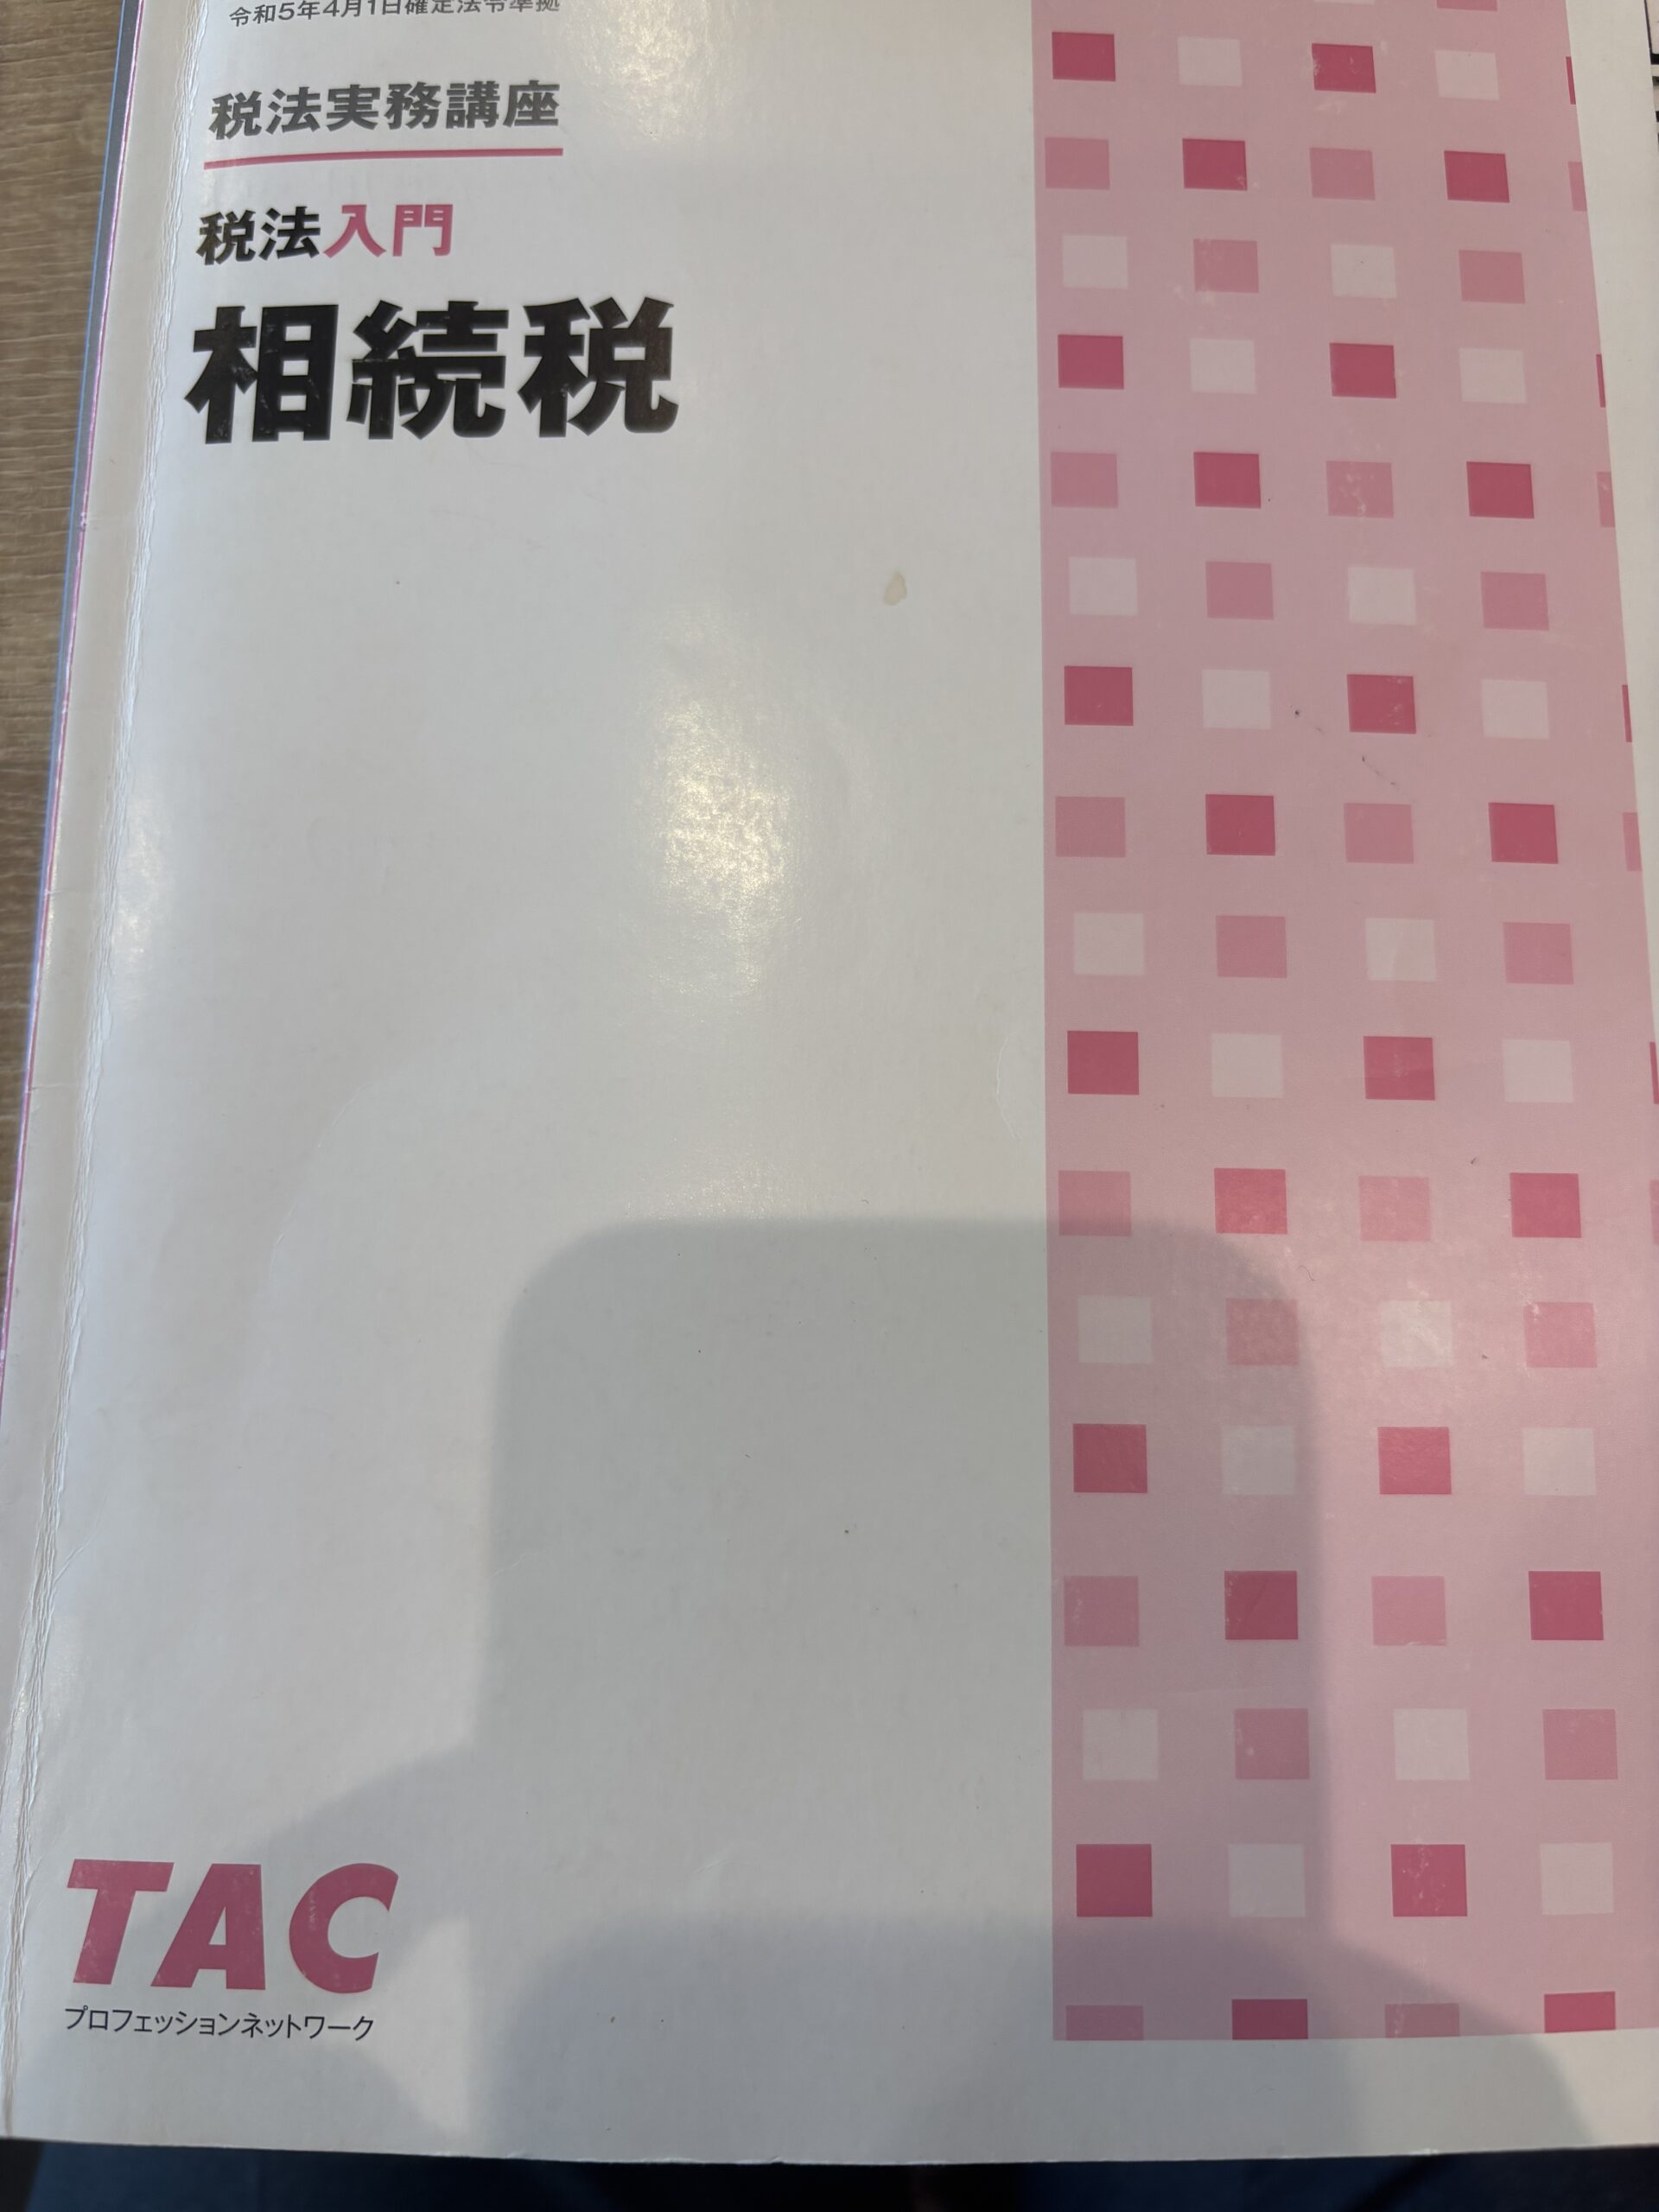 令和5年4月1日確定法令準拠
税法実務講座
税法入門
相続税
TAC
プロフェッションネットワーク